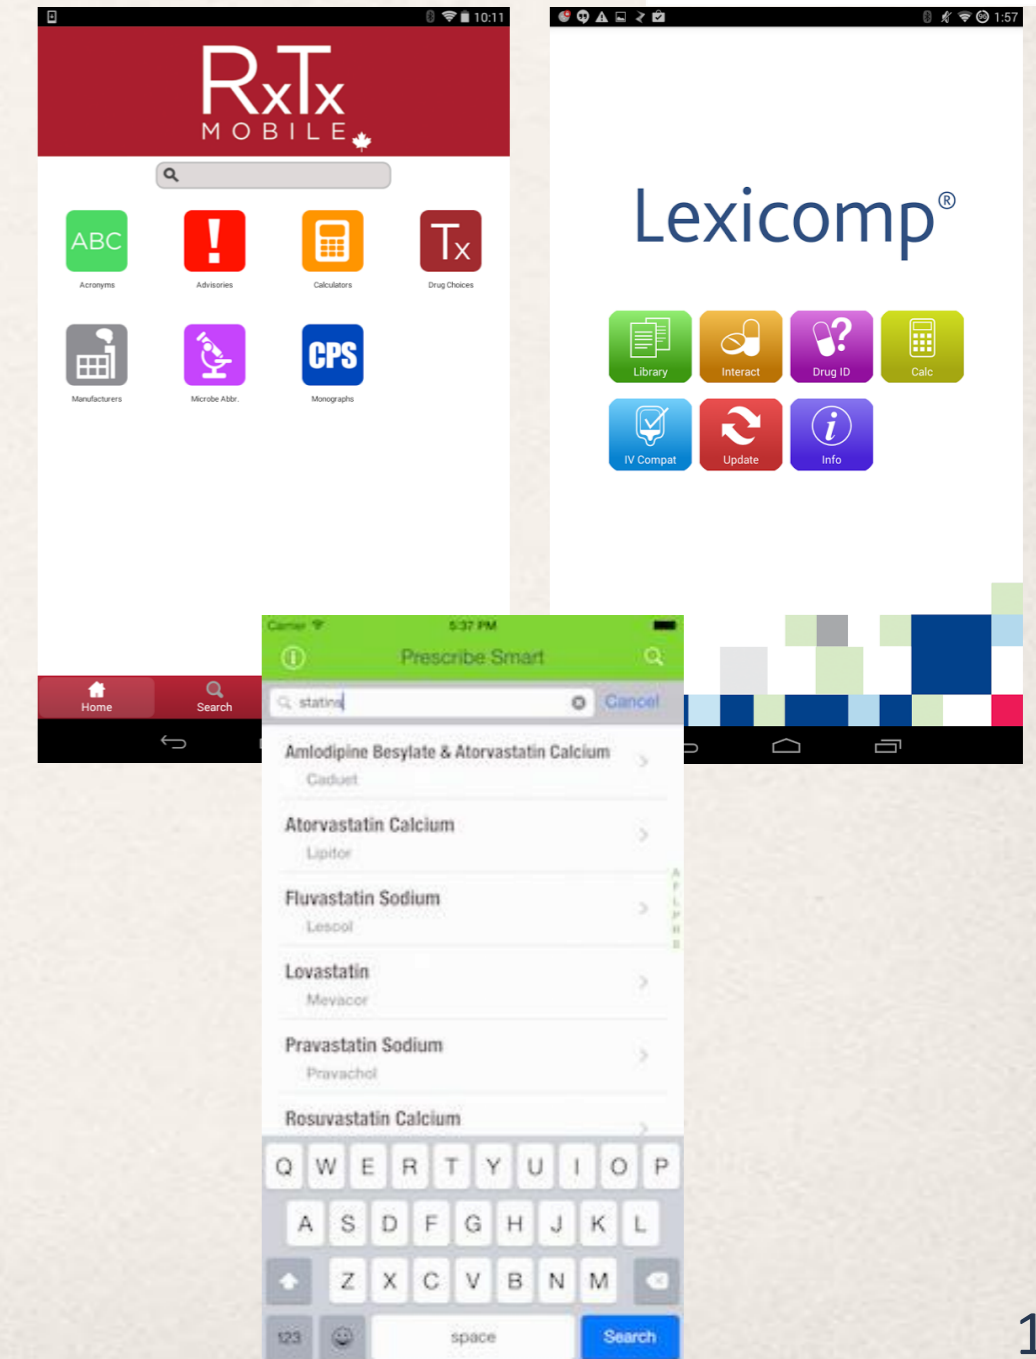 10:11
RxTx
MOBILE
ABC
Tx
Acronyms
Advisories
Calculators
Drug Choices
CPS
Manufacturers
Microbe Abbr.
Monographs
Home
Search
90
1:57
Lexicomp®
Library
Interact
Drug ID
Calc
IV Compat
Update
Info
Carrier
5:37 PM
Prescribe Smart
statins
Cancel
Amlodipine Besylate & Atorvastatin Calcium
Caduet
Atorvastatin Calcium
Lipitor
Fluvastatin Sodium
Lescol
Lovastatin
Mevacor
Pravastatin Sodium
Pravachol
Rosuvastatin Calcium
A
F
L
P
R
S
Q W E R T Y U I O P
A S D F G H J K L
Z X C V B N M
123
space
Search
1